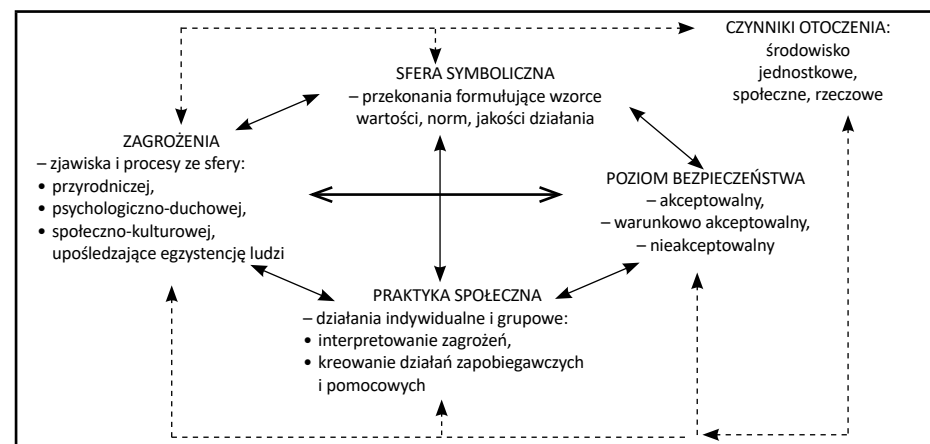 CZYNNIKI OTOCZENIA:
środowisko
jednostkowe,
społeczne, rzeczowe
SFERA SYMBOLICZNA
– przekonania formułujące wzorce
wartości, norm, jakości działania
ZAGROŻENIA
– zjawiska i procesy ze sfery:
• przyrodniczej,
• psychologiczno-duchowej,
• społeczno-kulturowej,
upośledzające egzystencję ludzi
POZIOM BEZPIECZEŃSTWA
– akceptowalny,
– warunkowo akceptowalny,
– nieakceptowalny
PRAKTYKA SPOŁECZNA
– działania indywidualne i grupowe:
• interpretowanie zagrożeń,
• kreowanie działań zapobiegawczych
i pomocowych